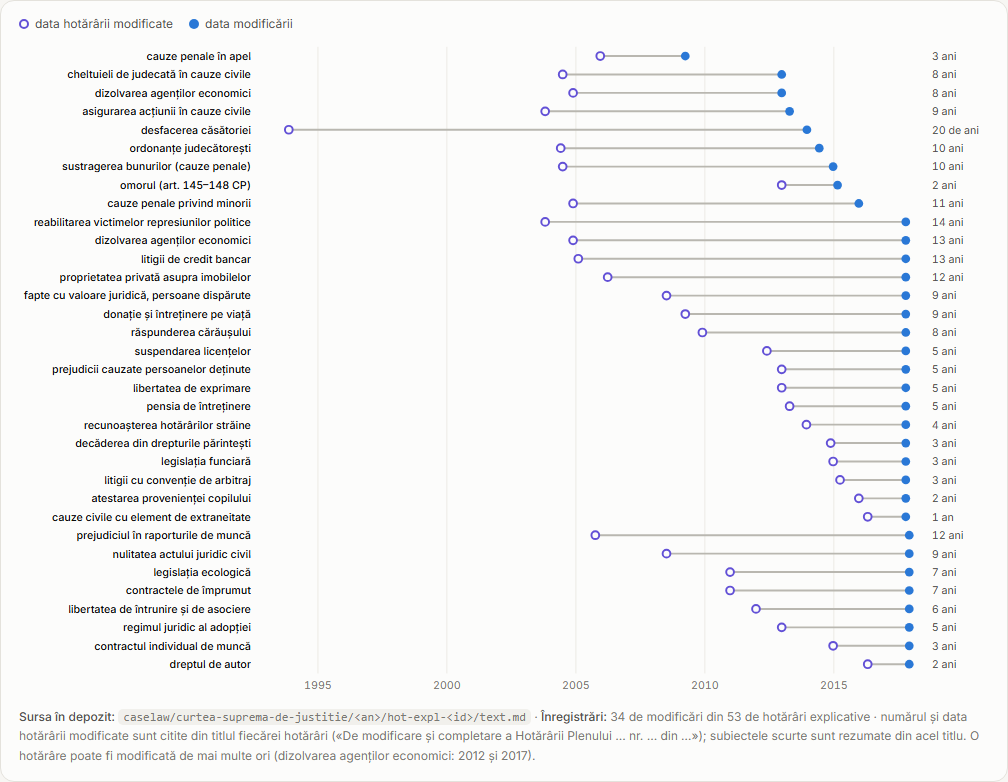 data hotărârii modificate   data modificării
cauze penale în apel   3 ani
cheltuieli de judecată în cauze civile   8 ani
dizolvarea agenților economici   8 ani
asigurarea acțiunii în cauze civile   9 ani
desfacerea căsătoriei   20 de ani
ordonanțe judecătorești   10 ani
sustragerea bunurilor (cauze penale)   10 ani
omorul (art. 145–148 CP)   2 ani
cauze penale privind minorii   11 ani
reabilitarea victimelor represiunilor politice   14 ani
dizolvarea agenților economici   13 ani
litigii de credit bancar   13 ani
proprietatea privată asupra imobilelor   12 ani
fapte cu valoare juridică, persoane dispărute   9 ani
donație și întreținere pe viață   9 ani
răspunderea cărăușului   8 ani
suspendarea licențelor   5 ani
prejudicii cauzate persoanelor deținute   5 ani
libertatea de exprimare   5 ani
pensia de întreținere   5 ani
recunoașterea hotărârilor străine   4 ani
decăderea din drepturile părintești   3 ani
legislația funciară   3 ani
litigii cu convenție de arbitraj   3 ani
atestarea provenienței copilului   2 ani
cauze civile cu element de extraneitate   1 an
prejudiciul în raporturile de muncă   12 ani
nulitatea actului juridic civil   9 ani
legislația ecologică   7 ani
contractele de împrumut   7 ani
libertatea de întrunire și de asociere   6 ani
regimul juridic al adopției   5 ani
contractul individual de muncă   3 ani
dreptul de autor   2 ani
1995   2000   2005   2010   2015
Sursa în depozit: caselaw/curtea-suprema-de-justitie/<an>/hot-expl-<id>/text.md · Înregistrări: 34 de modificări din 53 de hotărâri explicative · numărul și data
hotărârii modificate sunt citite din titlul fiecărei hotărâri («De modificare și completare a Hotărârii Plenului ... nr. ... din ...»); subiectele scurte sunt rezumate din acel titlu. O
hotărâre poate fi modificată de mai multe ori (dizolvarea agenților economici: 2012 și 2017).